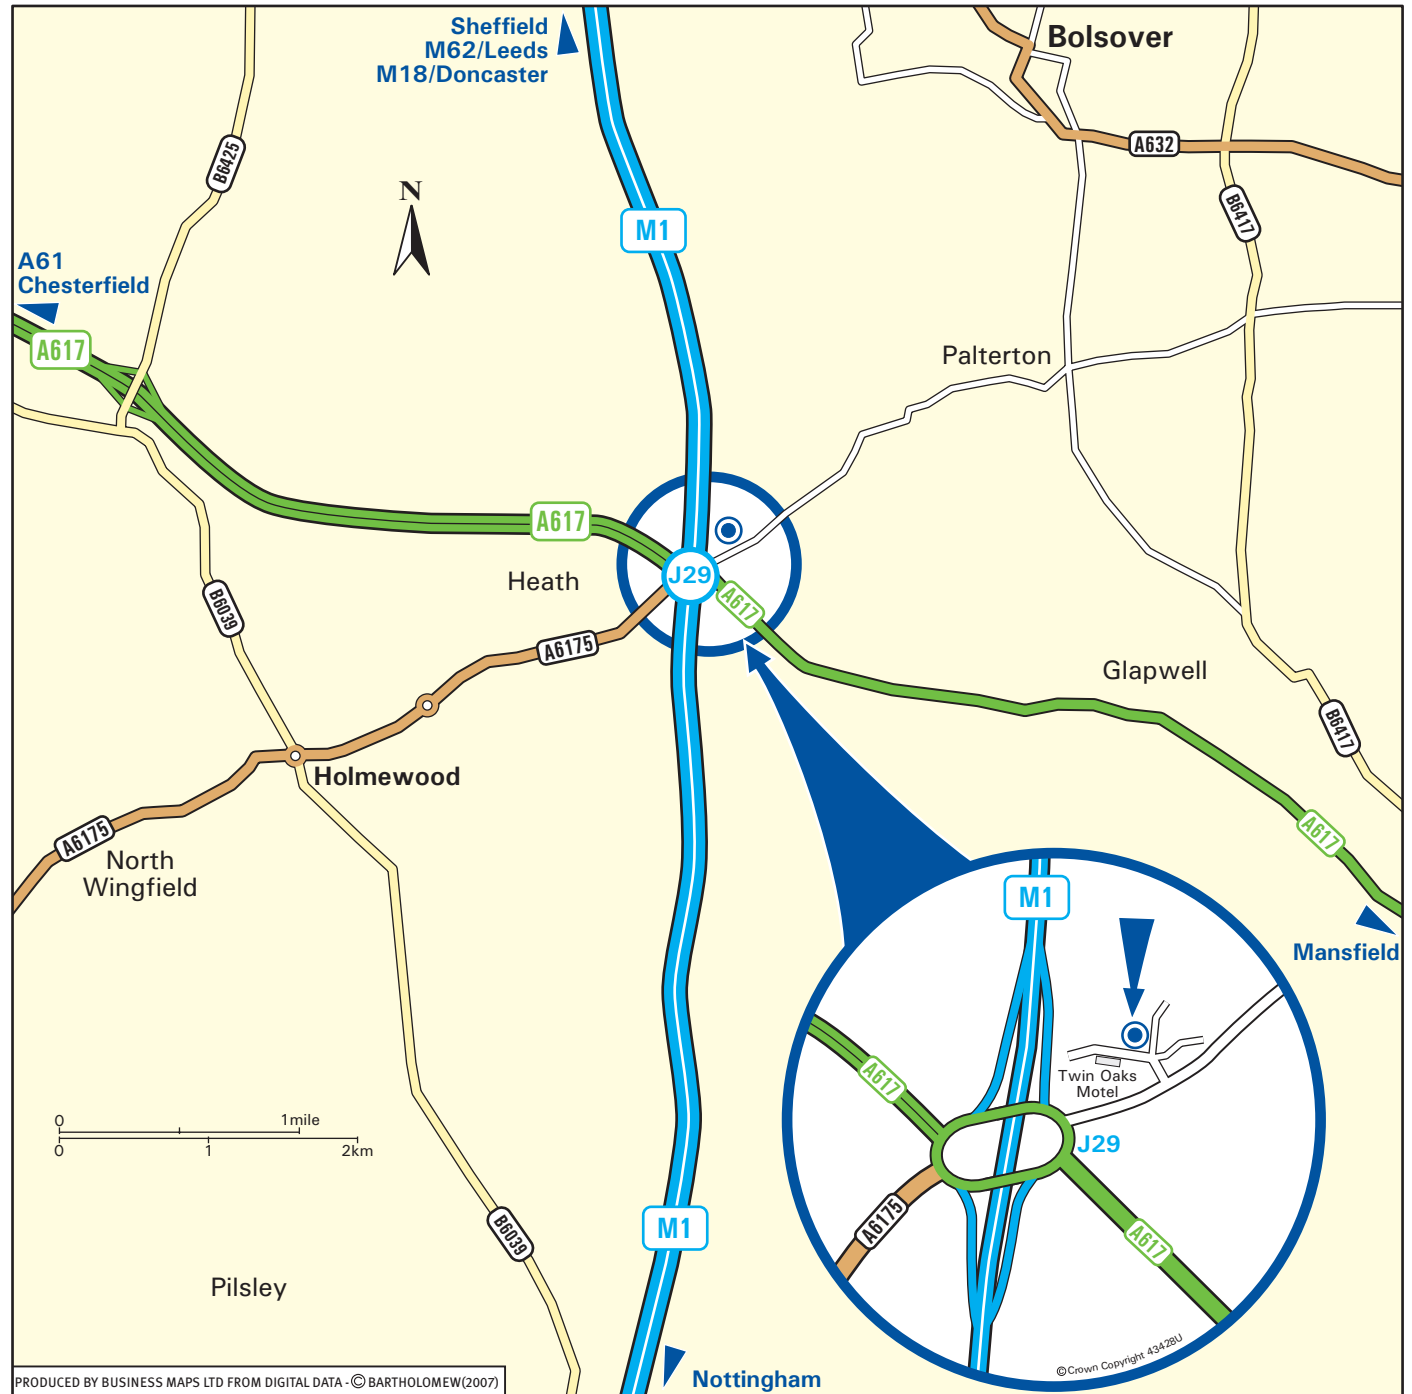 Sheffield
M62/Leeds
M18/Doncaster
Bolsover
B6425
A632
N
M1
B6417
A61
Chesterfield
A617
Palterton
A617
Heath
J29
A617
B6039
A6175
Glapwell
B6417
Holmewood
A6175
North
Wingfield
A617
M1
Mansfield
A617
Twin Oaks
Motel
0 1mile
0 1 2km
J29
A6175
A617
M1
B6039
Pilsley
©Crown Copyright 43428U
Nottingham
PRODUCED BY BUSINESS MAPS LTD FROM DIGITAL DATA - © BARTHOLOMEW(2007)